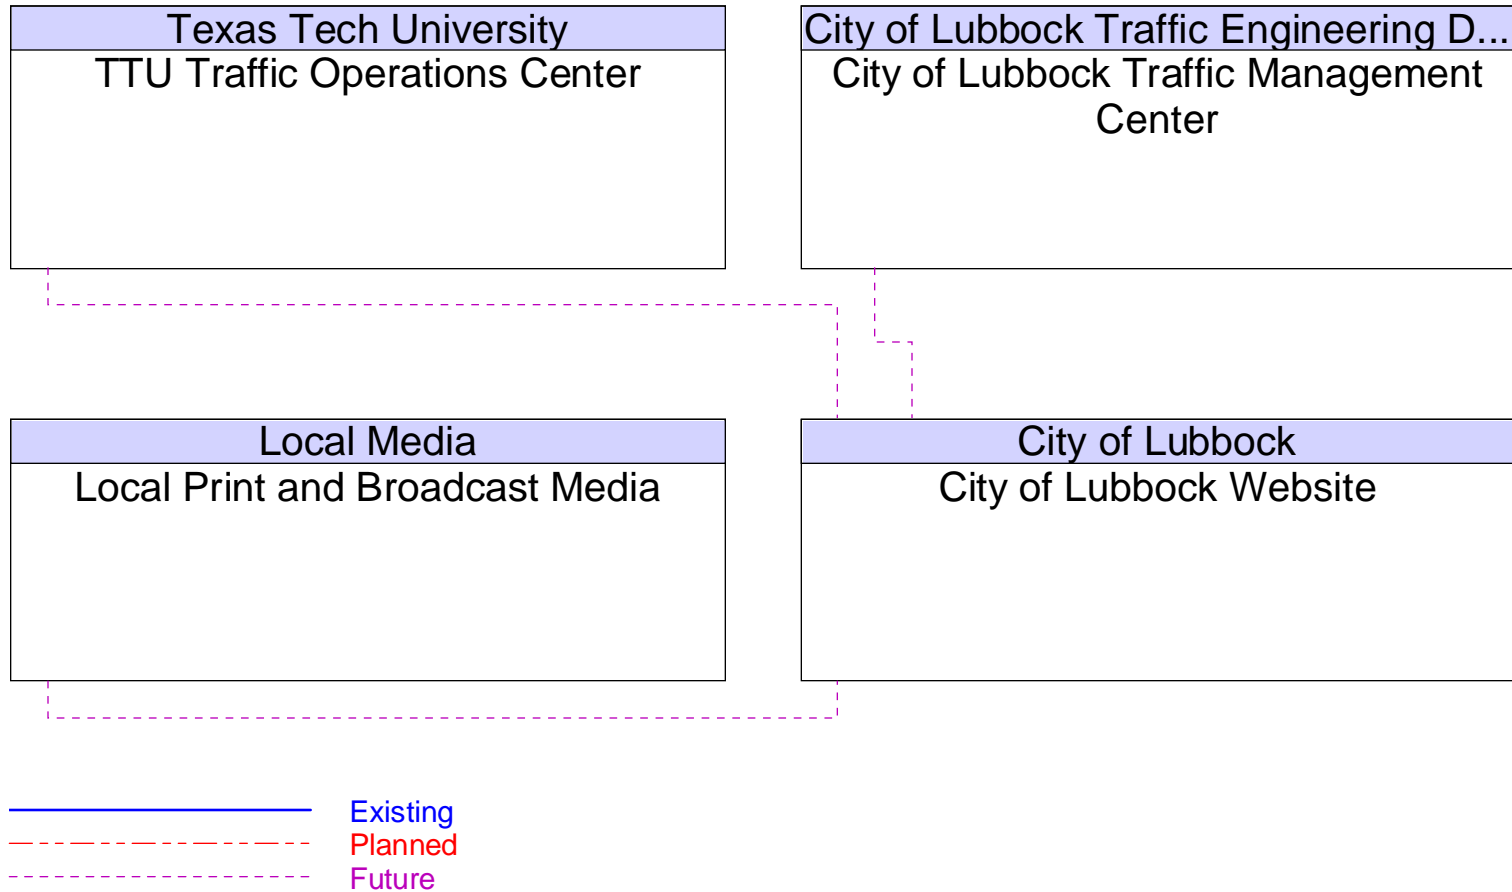 Texas Tech University
TTU Traffic Operations Center
City of Lubbock Traffic Engineering D...
City of Lubbock Traffic Management
Center
Local Media
Local Print and Broadcast Media
City of Lubbock
City of Lubbock Website
Existing
Planned
Future